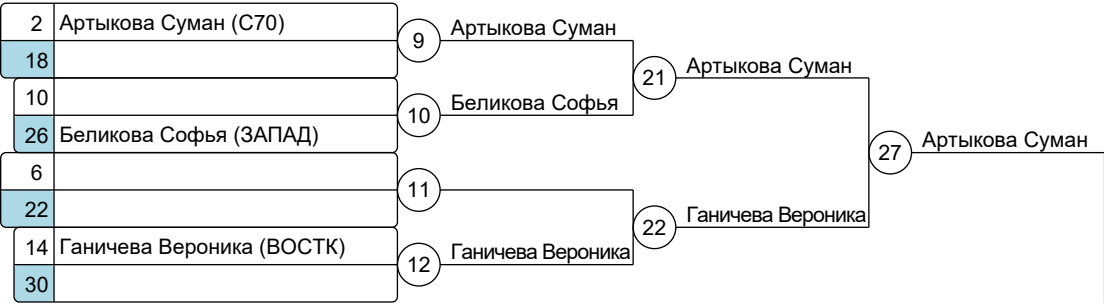 2 Артыкова Суман (С70)
18
10
26 Беликова Софья (ЗАПАД)
6
22
14 Ганичева Вероника (ВОСТК)
30
9 Артыкова Суман
10 Беликова Софья
11
12 Ганичева Вероника
21 Артыкова Суман
22 Ганичева Вероника
27 Артыкова Суман